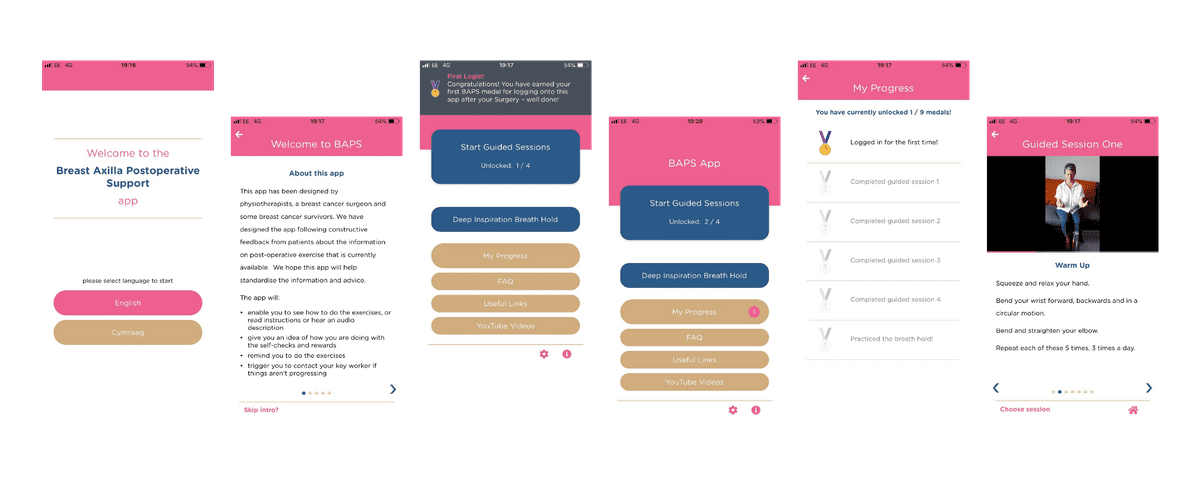 EE 4G 19:16 54%
Welcome to the
Breast Axilla Postoperative
Support
app
please select language to start
English
Cymraeg
EE 4G 19:17 54%
Welcome to BAPS
About this app
This app has been designed by
physiotherapists, a breast cancer surgeon and
some breast cancer survivors. We have
designed the app following constructive
feedback from patients about the information
on post-operative exercise that is currently
available. We hope this app will help
standardise the information and advice.
The app will:
• enable you to see how to do the exercises, or
read instructions or hear an audio
description
• give you an idea of how you are doing with
the self-checks and rewards
• remind you to do the exercises
• trigger you to contact your key worker if
things aren't progressing
Skip intro?
EE 4G 19:17 54%
First Login!
Congratulations! You have earned your
first BAPS medal for logging onto this
app after your Surgery – well done!
Start Guided Sessions
Unlocked: 1 / 4
Deep Inspiration Breath Hold
My Progress
FAQ
Useful Links
YouTube Videos
EE 4G 19:20 53%
BAPS App
Start Guided Sessions
Unlocked: 2 / 4
Deep Inspiration Breath Hold
My Progress 1
FAQ
Useful Links
YouTube Videos
EE 4G 19:17 54%
My Progress
You have currently unlocked 1 / 9 medals!
Logged in for the first time!
Completed guided session 1
Completed guided session 2
Completed guided session 3
Completed guided session 4
Practiced the breath hold!
EE 4G 19:17 54%
Guided Session One
Warm Up
Squeeze and relax your hand.
Bend your wrist forward, backwards and in a
circular motion.
Bend and straighten your elbow.
Repeat each of these 5 times, 3 times a day.
Choose session